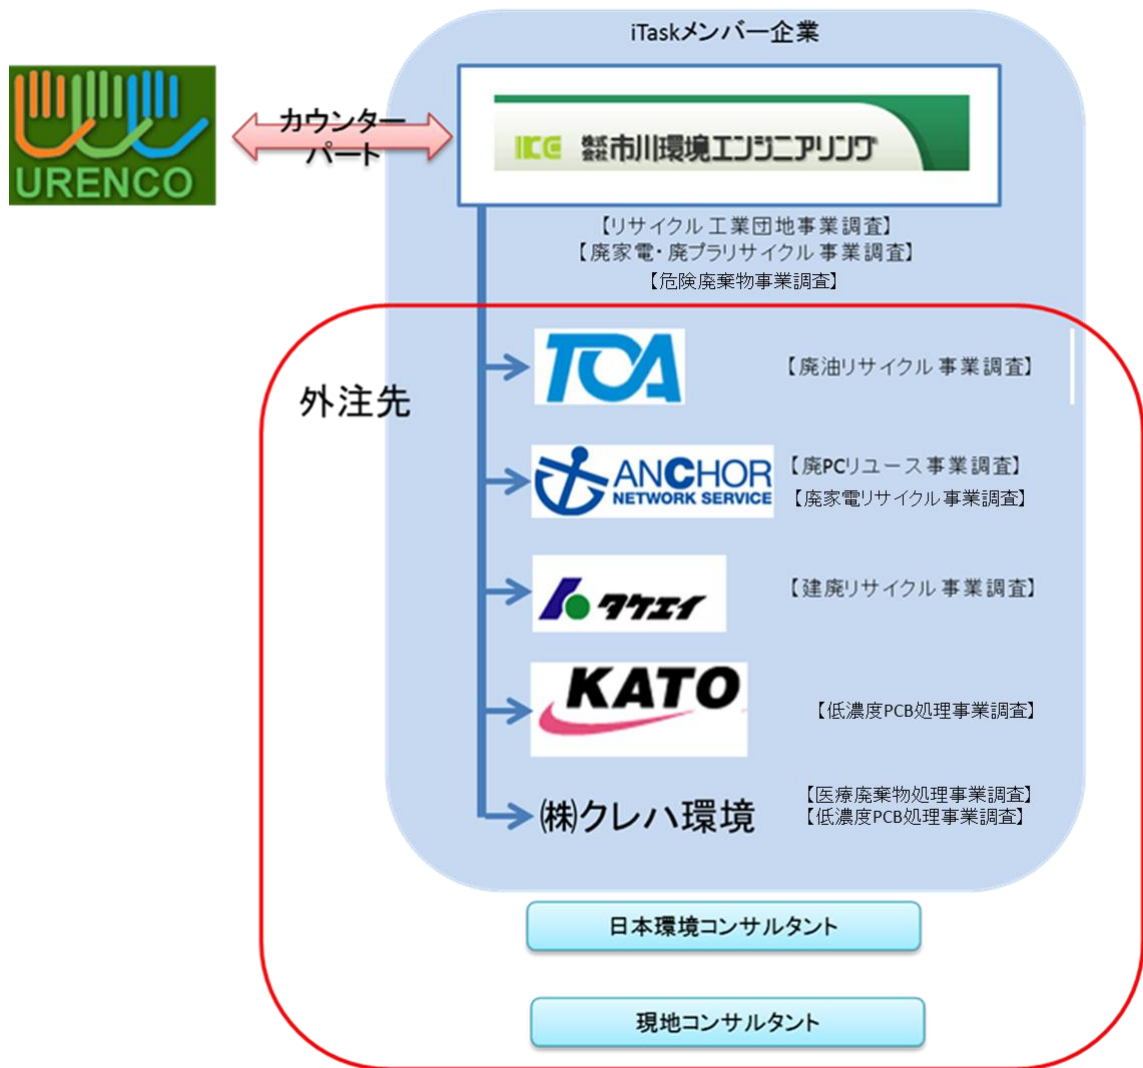 iTaskメンバー企業
URENCO
カウンター
パート
ICE 株式会社市川環境エンジニアリング
【リサイクル工業団地事業調査】
【廃家電・廃プラリサイクル事業調査】
【危険廃棄物事業調査】
外注先
TOA
【廃油リサイクル事業調査】
ANCHOR
NETWORK SERVICE
【廃PCリユース事業調査】
【廃家電リサイクル事業調査】
タケエイ
【建廃リサイクル事業調査】
KATO
【低濃度PCB処理事業調査】
㈱クレハ環境
【医療廃棄物処理事業調査】
【低濃度PCB処理事業調査】
日本環境コンサルタント
現地コンサルタント